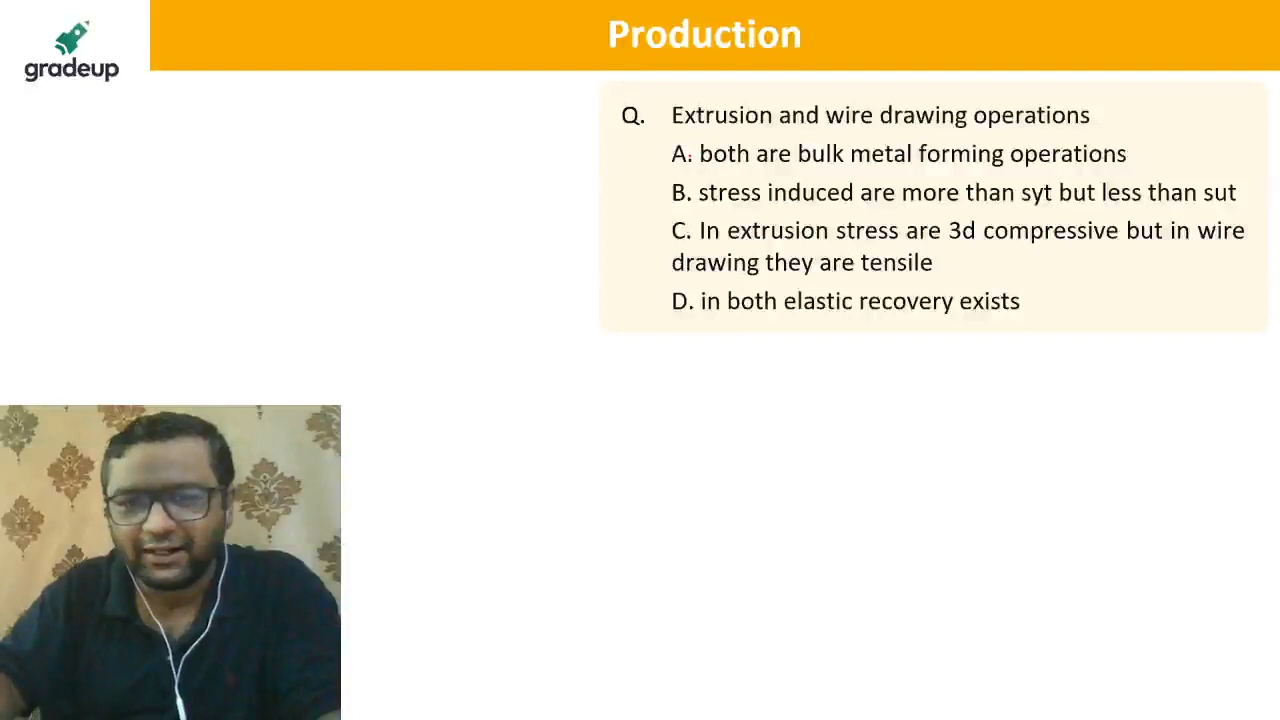 gradeup
Production
Q. Extrusion and wire drawing operations
A. both are bulk metal forming operations
B. stress induced are more than syt but less than sut
C. In extrusion stress are 3d compressive but in wire
drawing they are tensile
D. in both elastic recovery exists